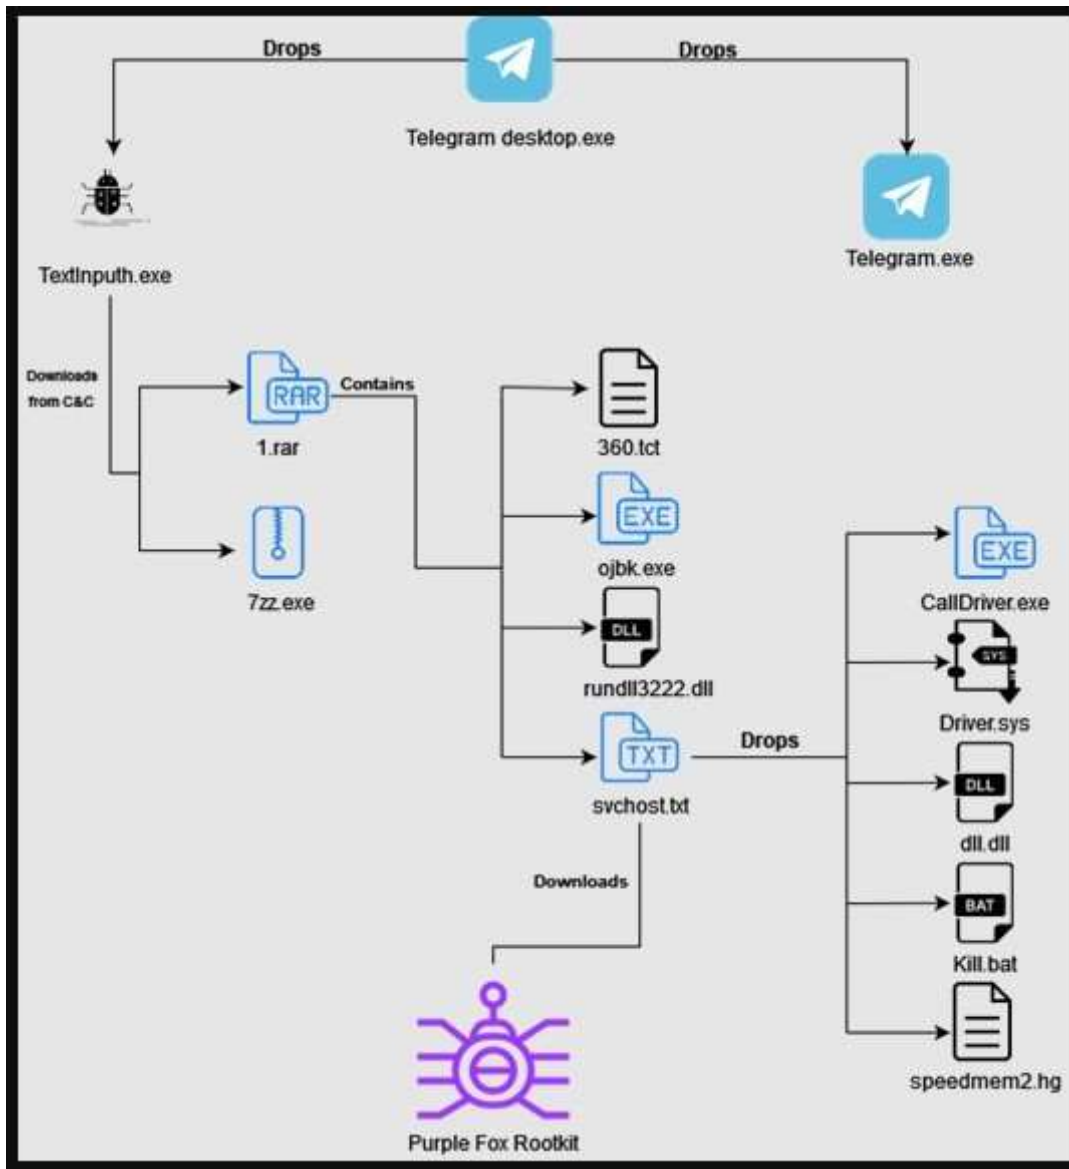 Drops
Drops
Telegram desktop.exe
Telegram.exe
TextInputh.exe
Downloads
from C&C
RAR
Contains
1.rar
360.tct
EXE
ojbk.exe
EXE
7zz.exe
CallDriver.exe
DLL
rundll3222.dll
SYS
Driver.sys
TXT
Drops
svchost.txt
DLL
dll.dll
Downloads
BAT
Kill.bat
speedmem2.hg
Purple Fox Rootkit